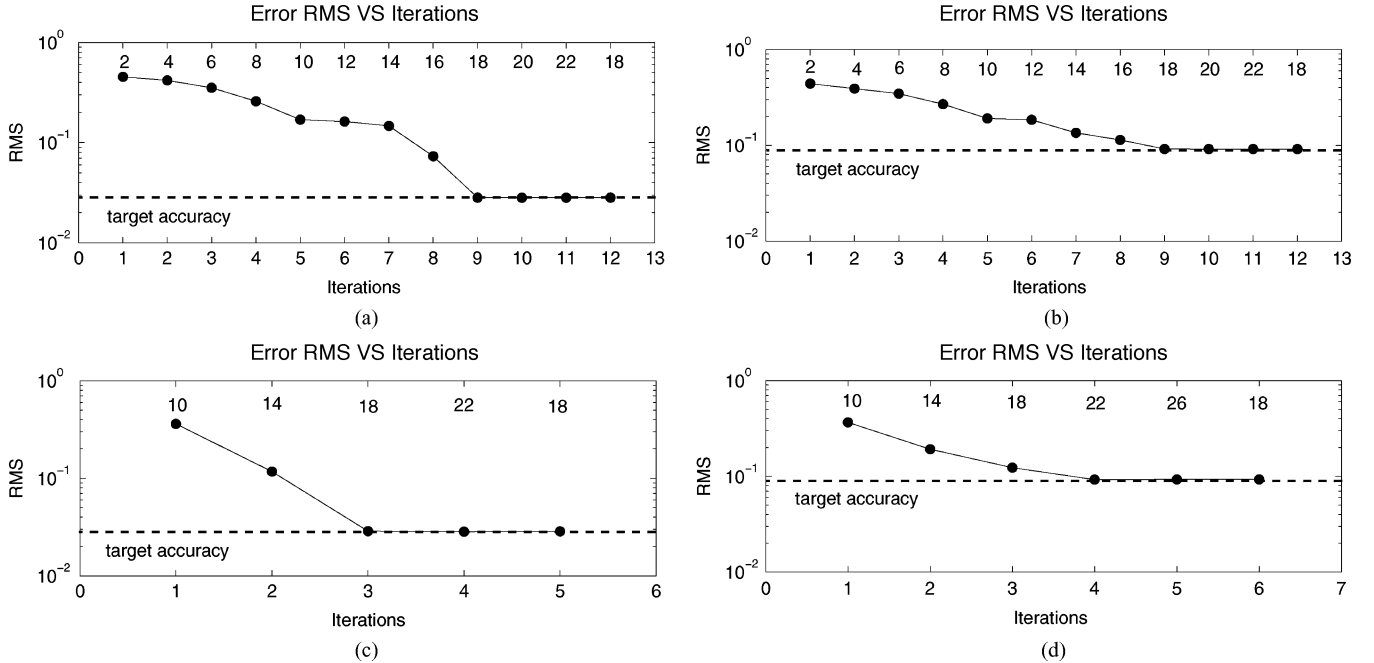 Error RMS VS Iterations
10^0
2 4 6 8 10 12 14 16 18 20 22 18
10^-1
RMS
target accuracy
10^-2
0 1 2 4 3 4 5 6 7 8 9 10 11 12 13
Iterations
(a)
Error RMS VS Iterations
10^0
2 4 6 8 10 12 14 16 18 20 22 18
10^-1
RMS
target accuracy
10^-2
0 1 2 3 4 5 6 7 8 9 10 11 12 13
Iterations
(b)
Error RMS VS Iterations
10^0
10 14 18 22 18
10^-1
RMS
target accuracy
10^-2
0 1 2 3 4 5 6
Iterations
(c)
Error RMS VS Iterations
10^0
10 14 18 22 26 18
10^-1
RMS
target accuracy
10^-2
0 1 2 3 4 5 6 7
Iterations
(d)